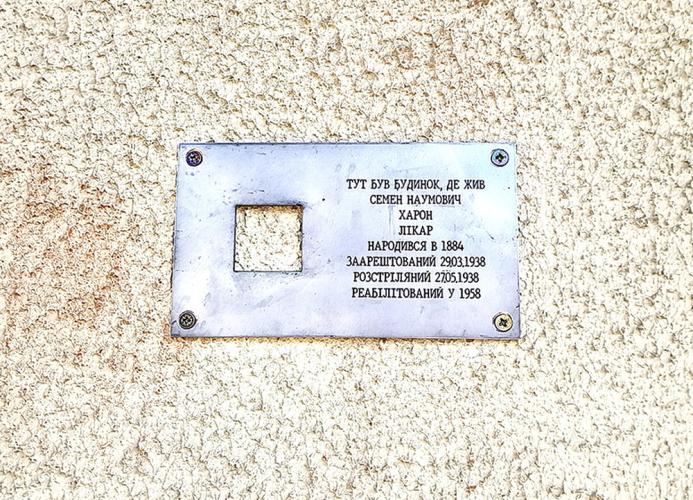 ТУТ БУВ БУДИНОК, ДЕ ЖИВ
СЕМЕН НАУМОВИЧ
ХАРОН
ЛІКАР
НАРОДИВСЯ В 1884
ЗААРЕШТОВАНИЙ 29.03.1938
РОЗСТРІЛЯНИЙ 27.05.1938
РЕАБІЛІТОВАНИЙ У 1958